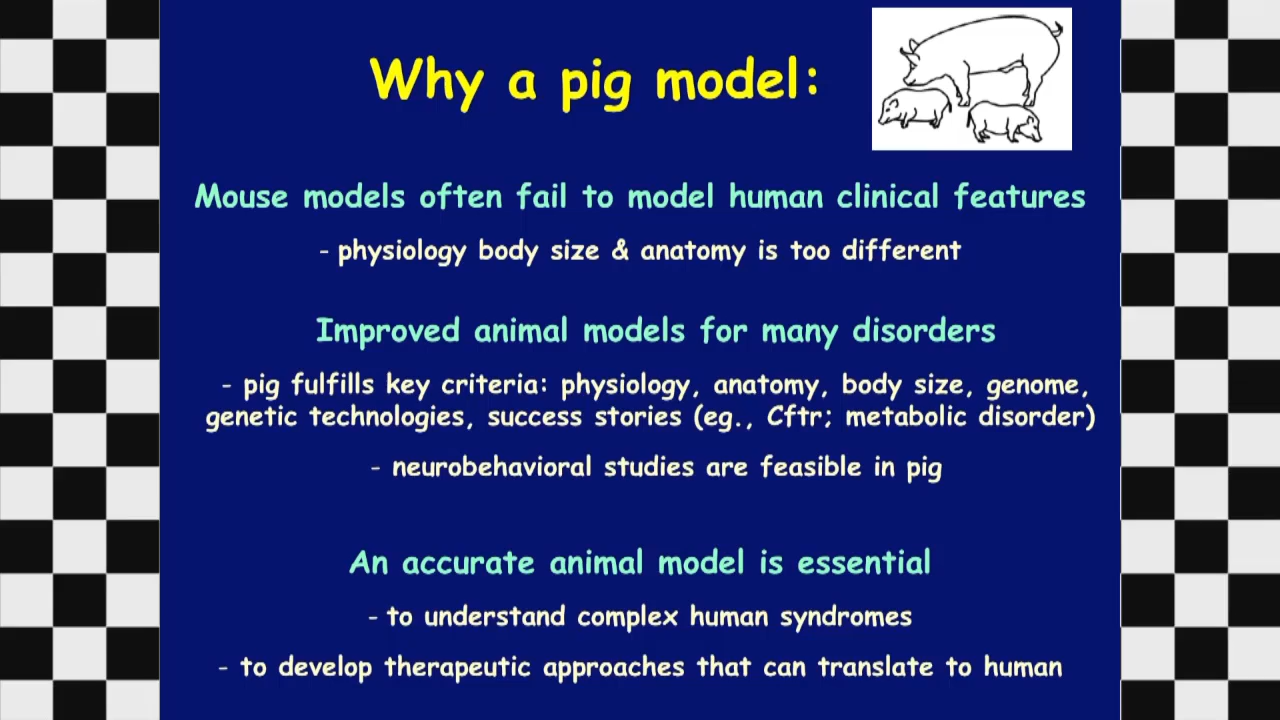 Why a pig model:
Mouse models often fail to model human clinical features
- physiology body size & anatomy is too different
Improved animal models for many disorders
- pig fulfills key criteria: physiology, anatomy, body size, genome,
genetic technologies, success stories (eg., Cftr; metabolic disorder)
- neurobehavioral studies are feasible in pig
An accurate animal model is essential
- to understand complex human syndromes
- to develop therapeutic approaches that can translate to human